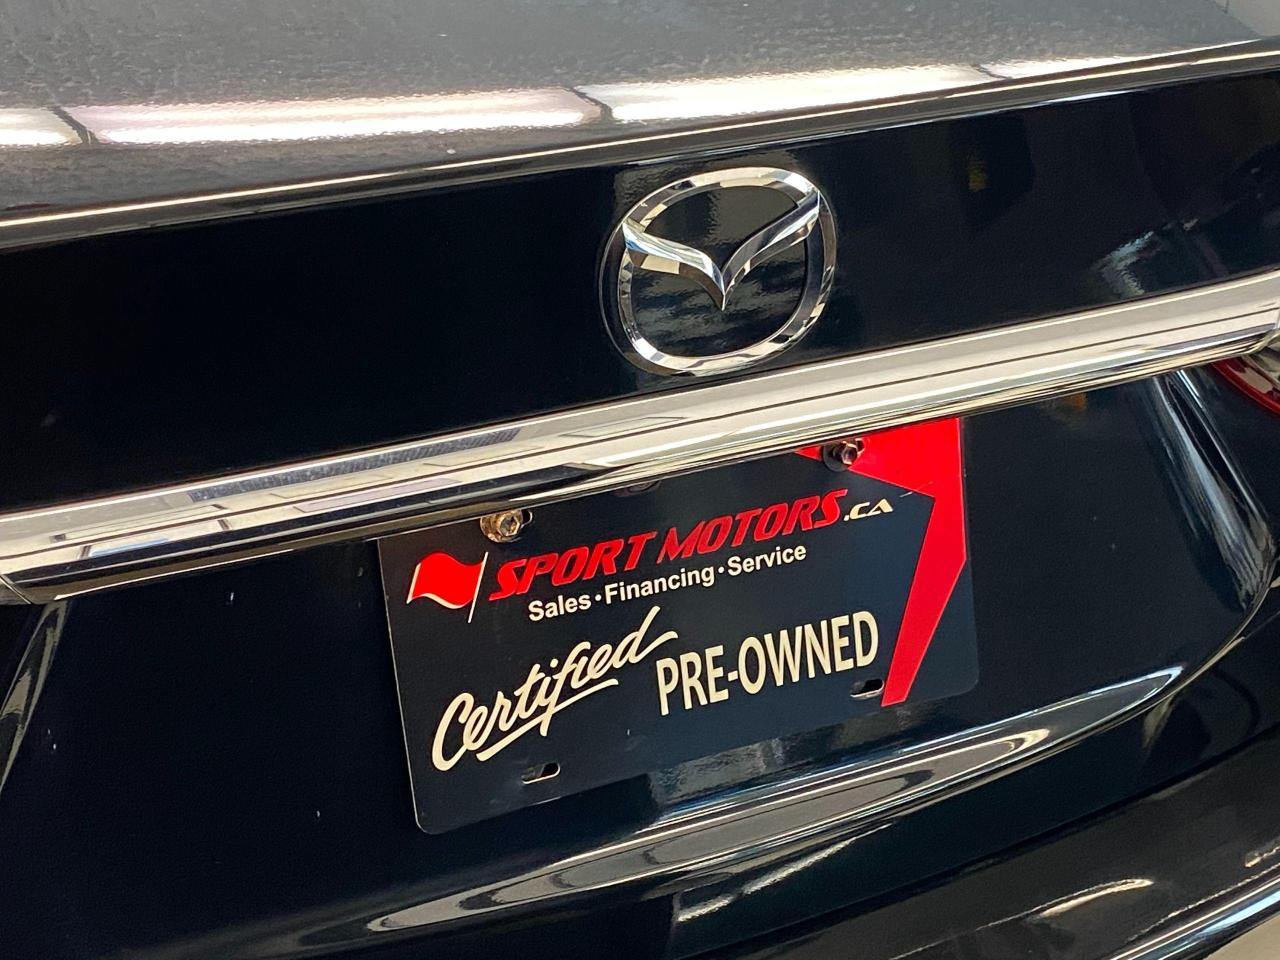 SPORT MOTORS.CA
Sales • Financing • Service
Certified PRE-OWNED